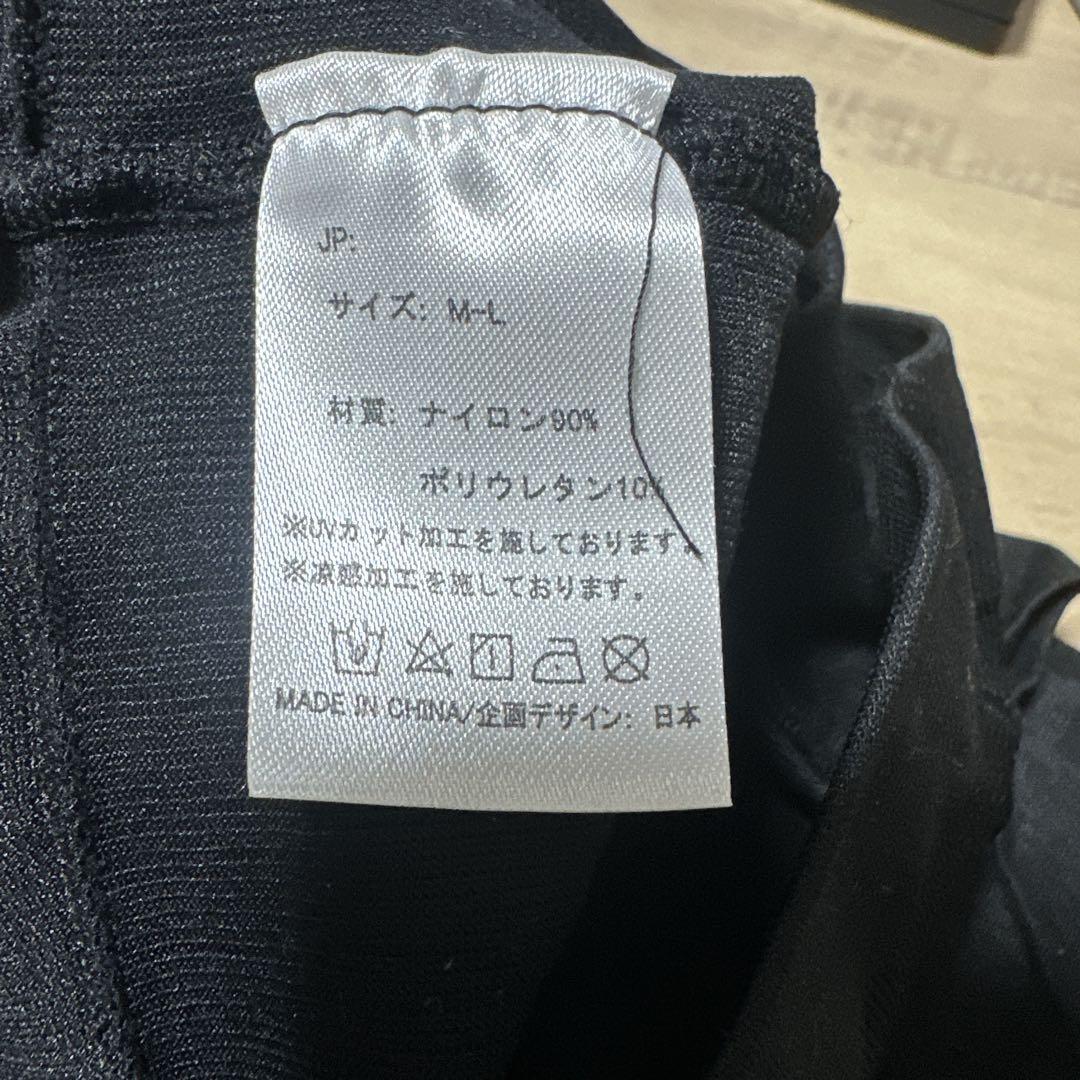 JP:
サイズ: M-L
材質: ナイロン90%
ポリウレタン10%
※UVカット加工を施しております。
※凉感加工を施しております。
MADE IN CHINA/企画デザイン: 日本